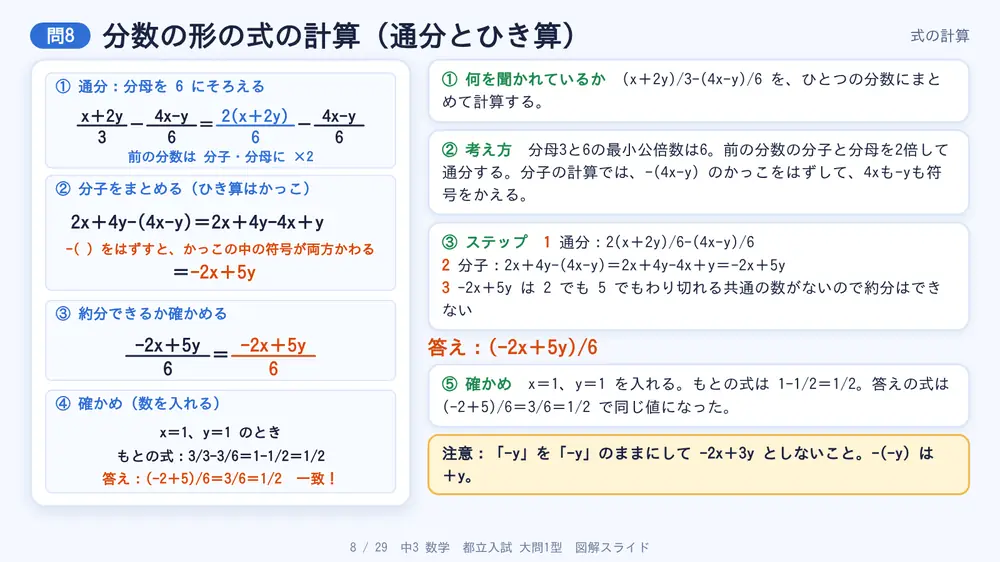 問8 分数の形の式の計算（通分とひき算）
式の計算
① 通分：分母を 6 にそろえる
(x＋2y)/3－(4x-y)/6＝2(x＋2y)/6－(4x-y)/6
前の分数は 分子・分母に ×2
② 分子をまとめる（ひき算はかっこ）
2x＋4y-(4x-y)＝2x＋4y-4x＋y
-( ) をはずすと、かっこの中の符号が両方かわる
＝-2x＋5y
③ 約分できるか確かめる
(-2x＋5y)/6＝(-2x＋5y)/6
④ 確かめ（数を入れる）
x＝1、y＝1 のとき
もとの式：3/3-3/6＝1-1/2＝1/2
答え：(-2＋5)/6＝3/6＝1/2　一致！
① 何を聞かれているか　(x＋2y)/3-(4x-y)/6 を、ひとつの分数にまと
めて計算する。
② 考え方　分母3と6の最小公倍数は6。前の分数の分子と分母を2倍して
通分する。分子の計算では、-(4x-y) のかっこをはずして、4xも-yも符
号をかえる。
③ ステップ　1 通分：2(x＋2y)/6-(4x-y)/6
2 分子：2x＋4y-(4x-y)＝2x＋4y-4x＋y＝-2x＋5y
3 -2x＋5y は 2 でも 5 でもわり切れる共通の数がないので約分はでき
ない
答え：(-2x＋5y)/6
⑤ 確かめ　x＝1、y＝1 を入れる。もとの式は 1-1/2＝1/2。答えの式は
(-2＋5)/6＝3/6＝1/2 で同じ値になった。
注意：「-y」を「-y」のままにして -2x＋3y としないこと。-(-y) は
＋y。
8 / 29　中3 数学　都立入試 大問1型　図解スライド